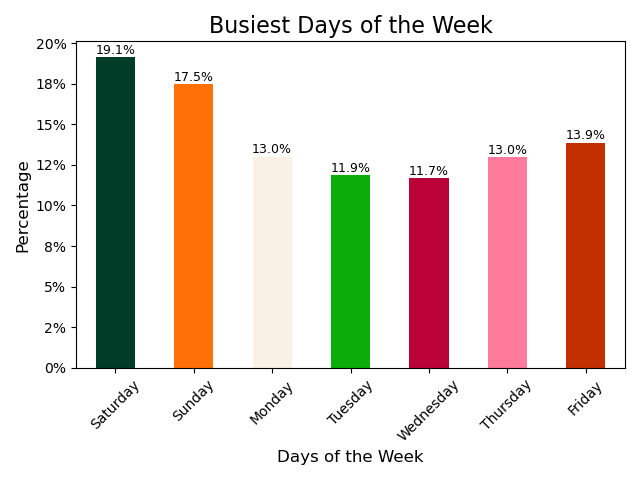 Busiest Days of the Week
20%
18%
15%
12%
10%
8%
5%
2%
0%
Percentage
19.1%
17.5%
13.0%
11.9%
11.7%
13.0%
13.9%
Saturday
Sunday
Monday
Tuesday
Wednesday
Thursday
Friday
Days of the Week